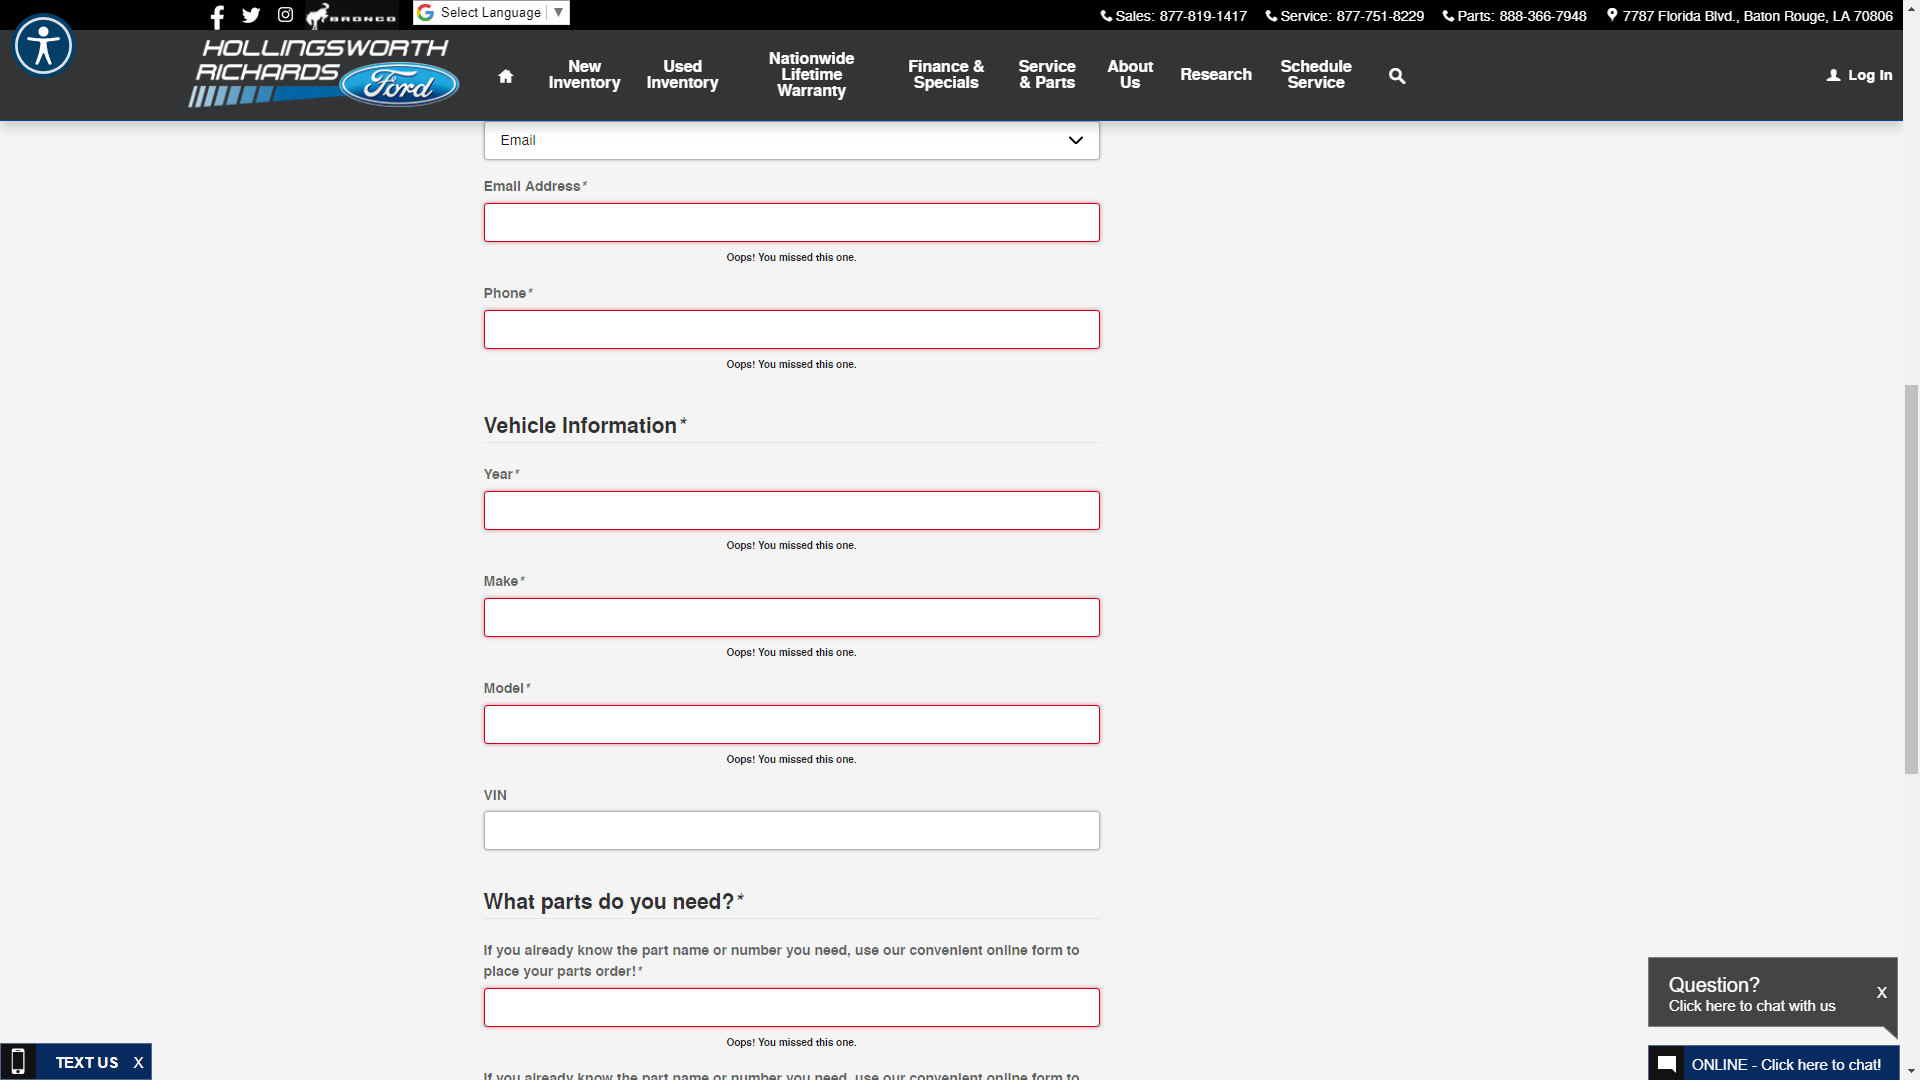 BRONCO
Select Language ▼
Sales: 877-819-1417
Service: 877-751-8229
Parts: 888-366-7948
7787 Florida Blvd., Baton Rouge, LA 70806
HOLLINGSWORTH
RICHARDS
Ford
New
Inventory
Used
Inventory
Nationwide
Lifetime
Warranty
Finance &
Specials
Service
& Parts
About
Us
Research
Schedule
Service
Log In
Email
Email Address*
Oops! You missed this one.
Phone*
Oops! You missed this one.
Vehicle Information*
Year*
Oops! You missed this one.
Make*
Oops! You missed this one.
Model*
Oops! You missed this one.
VIN
What parts do you need?*
If you already know the part name or number you need, use our convenient online form to
place your parts order!*
Oops! You missed this one.
If you already know the part name or number you need, use our convenient online form to
Question?
Click here to chat with us
X
TEXT US X
ONLINE - Click here to chat!